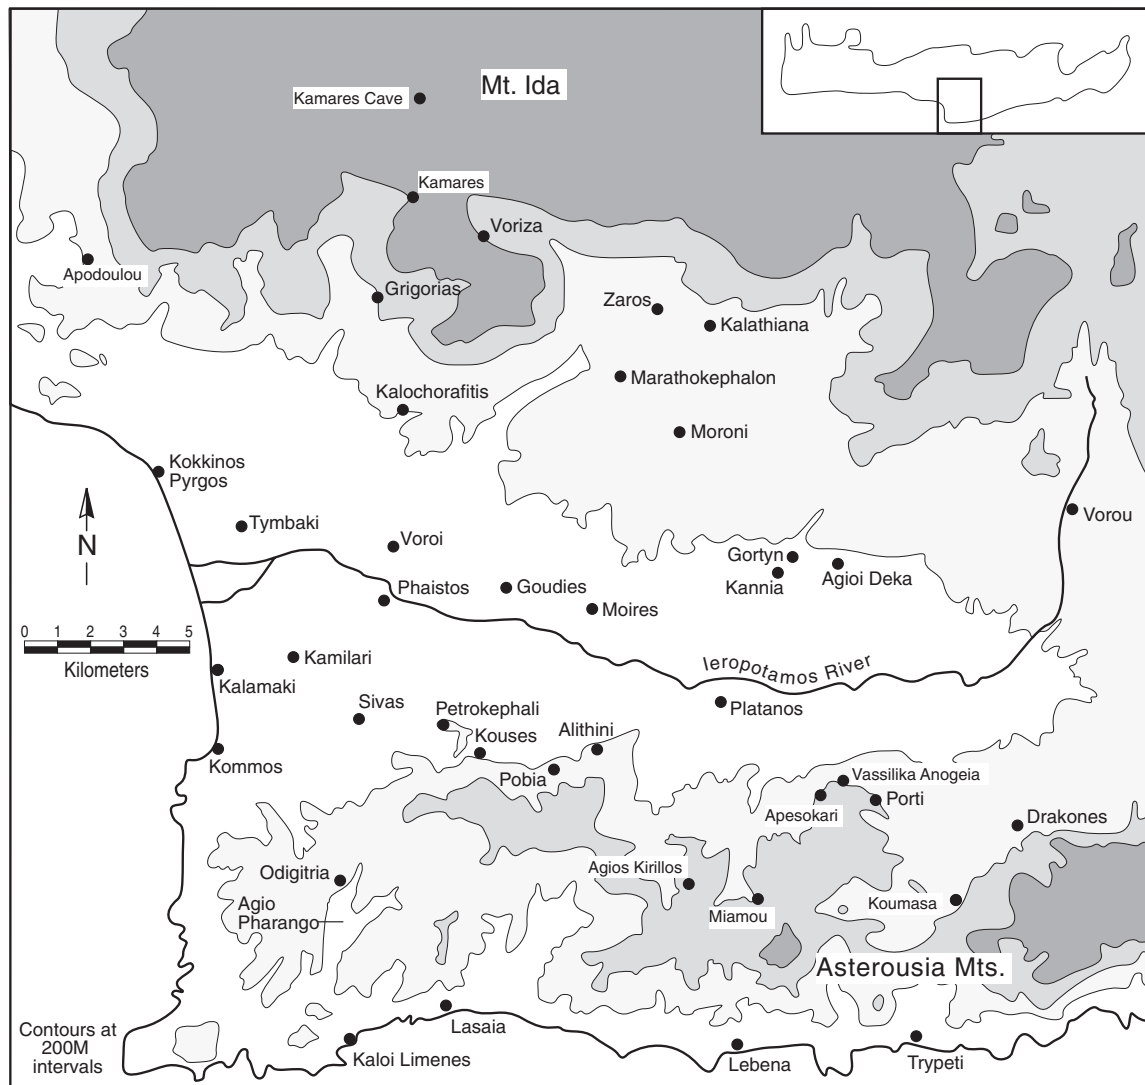 Mt. Ida
Kamares Cave
Kamares
Voriza
Apodoulou
Grigorias
Zaros
Kalathiana
Marathokephalon
Kalochorafitis
Moroni
Kokkinos
Pyrgos
Tymbaki
Vorou
N
Voroi
Gortyn
Kannia
Agioi Deka
Phaistos
Goudies
Moires
0 1 2 3 4 5
Kilometers
Kamilari
Ieropotamos River
Kalamaki
Sivas
Petrokephali
Platanos
Kouses
Alithini
Kommos
Pobia
Vassilika Anogeia
Porti
Apesokari
Drakones
Odigitria
Agios Kirillos
Agio
Pharango
Miamou
Koumasa
Asterousia Mts.
Contours at
200M
intervals
Lasaia
Kaloi Limenes
Lebena
Trypeti